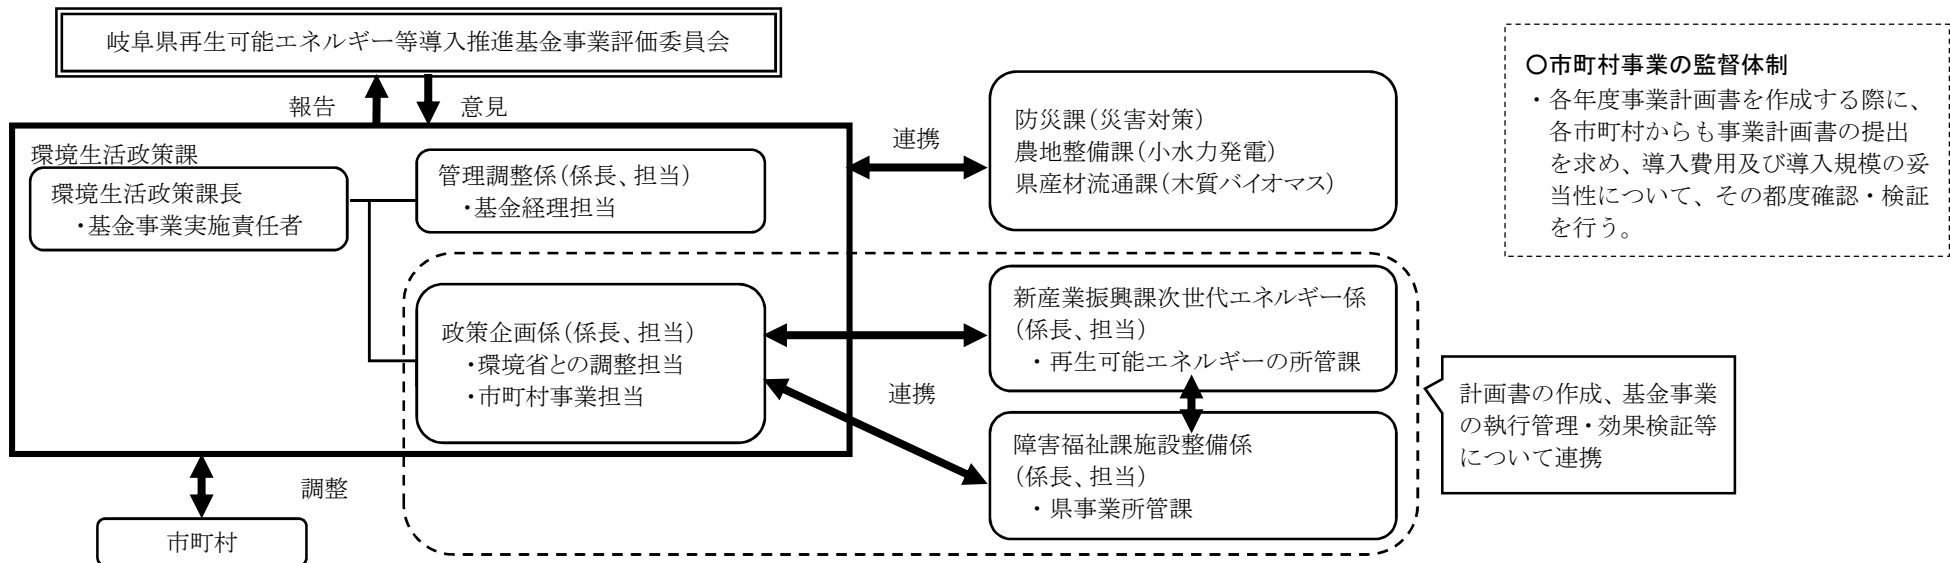 岐阜県再生可能エネルギー等導入推進基金事業評価委員会
報告
意見
環境生活政策課
環境生活政策課長
・基金事業実施責任者
管理調整係(係長、担当)
・基金経理担当
政策企画係(係長、担当)
・環境省との調整担当
・市町村事業担当
連携
防災課(災害対策)
農地整備課(小水力発電)
県産材流通課(木質バイオマス)
連携
新産業振興課次世代エネルギー係
(係長、担当)
・再生可能エネルギーの所管課
障害福祉課施設整備係
(係長、担当)
・県事業所管課
調整
市町村
〇市町村事業の監督体制
・各年度事業計画書を作成する際に、
各市町村からも事業計画書の提出
を求め、導入費用及び導入規模の妥
当性について、その都度確認・検証
を行う。
計画書の作成、基金事業
の執行管理・効果検証等
について連携